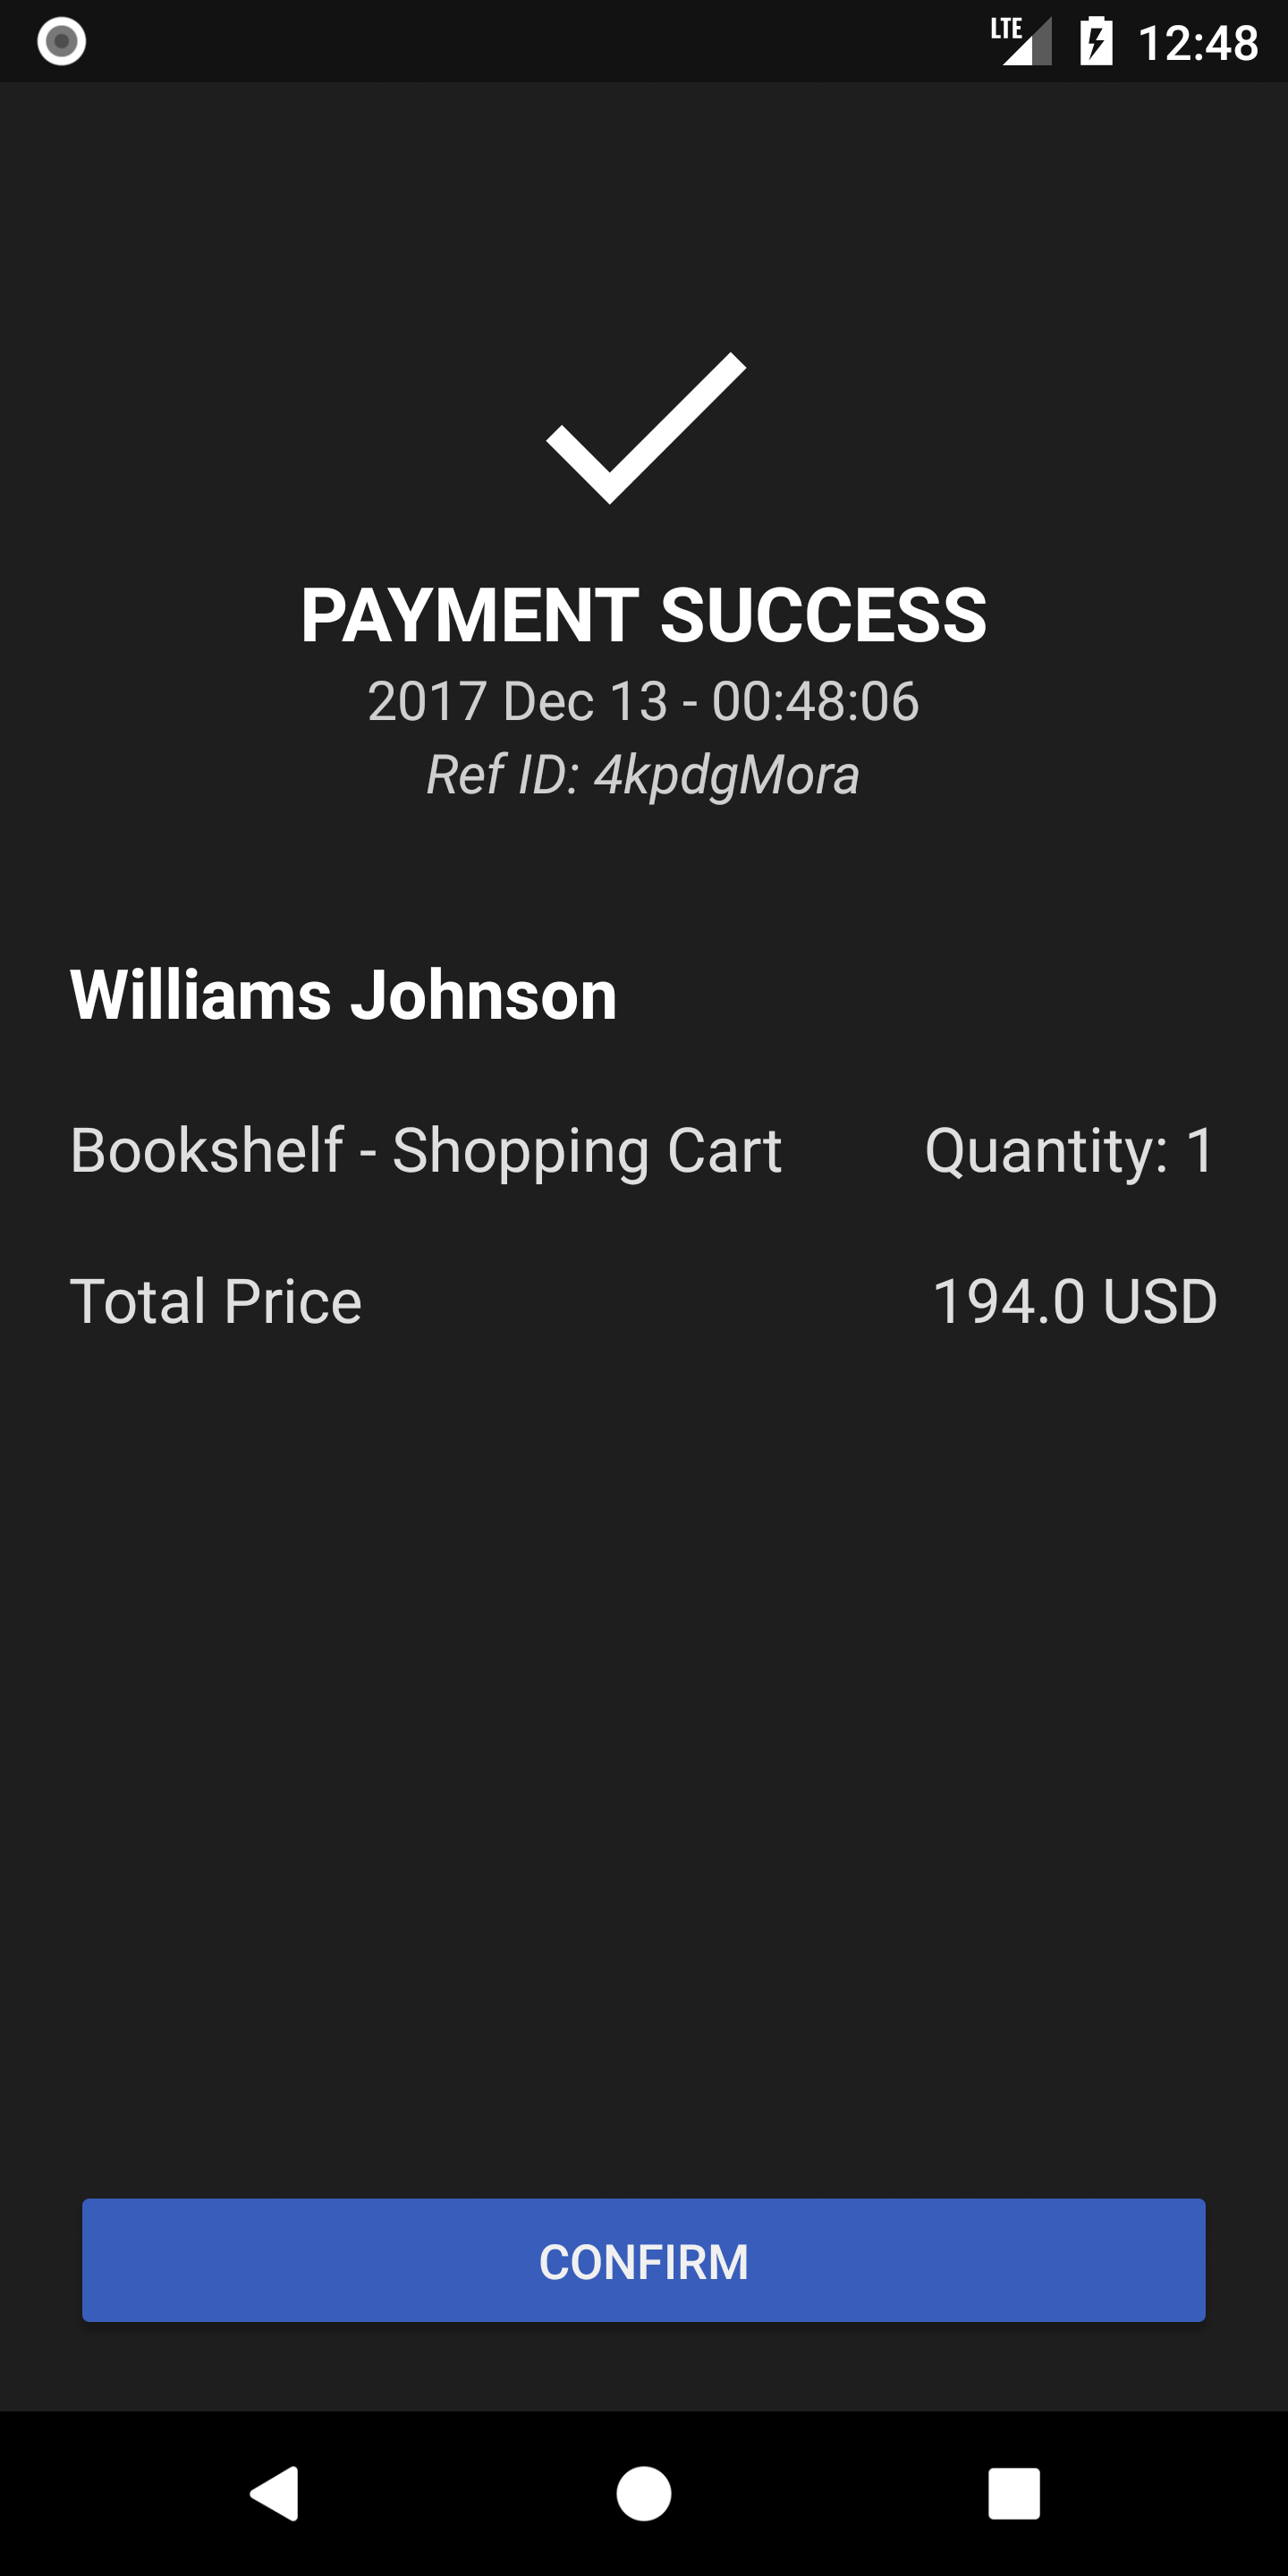 LTE 12:48
PAYMENT SUCCESS
2017 Dec 13 - 00:48:06
Ref ID: 4kpdgMora
Williams Johnson
Bookshelf - Shopping Cart Quantity: 1
Total Price 194.0 USD
CONFIRM